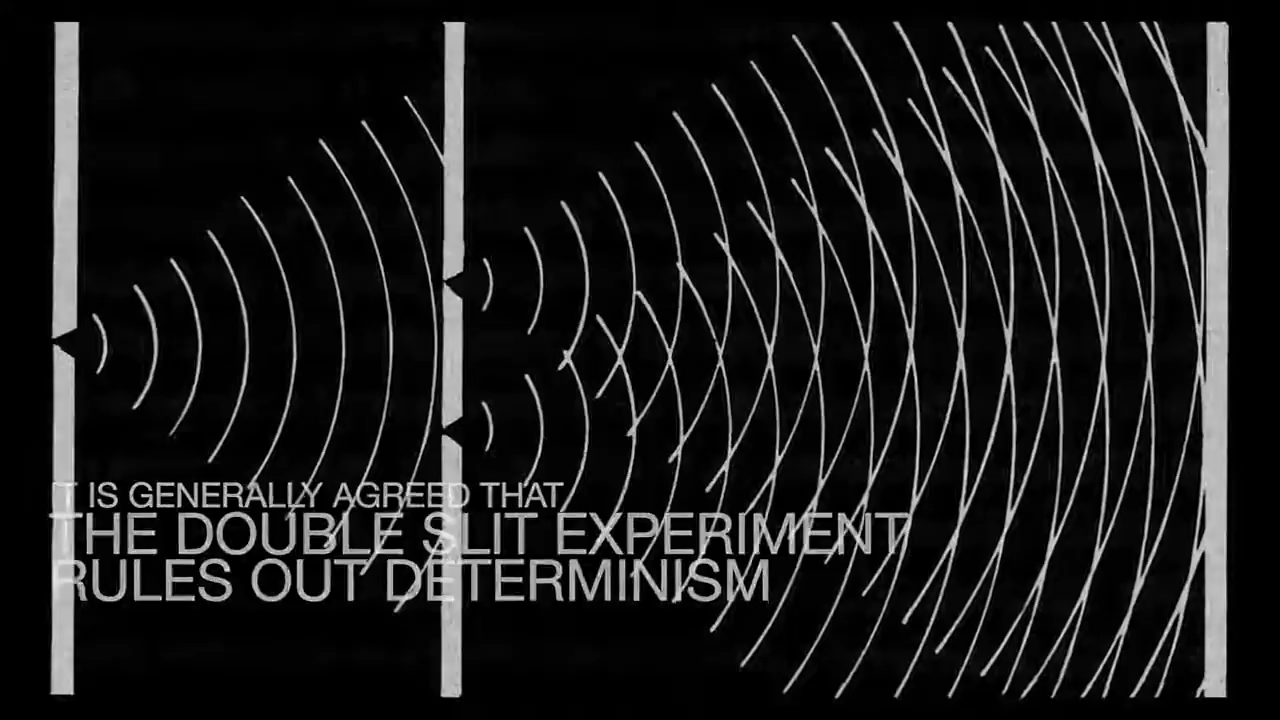 IT IS GENERALLY AGREED THAT
THE DOUBLE SLIT EXPERIMENT
RULES OUT DETERMINISM